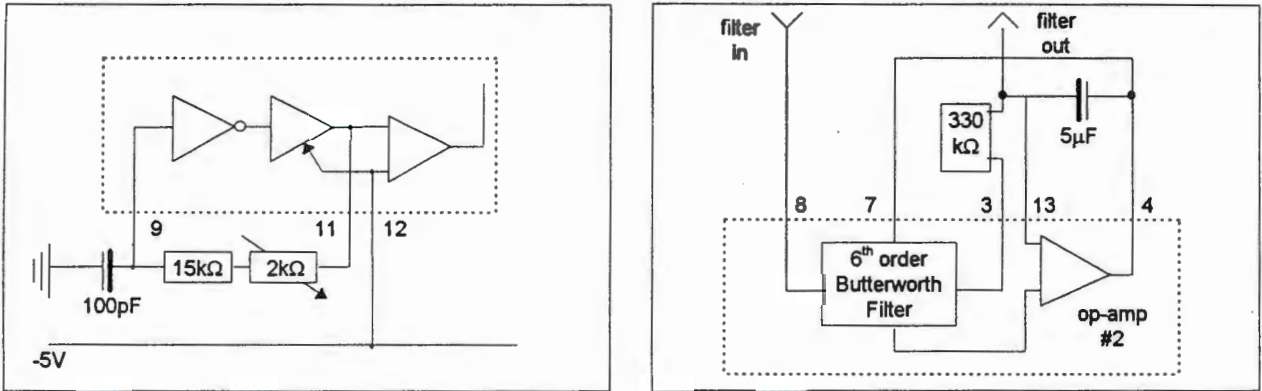 9
11
12
15kΩ
2kΩ
100pF
-5V
filter
in
filter
out
330
kΩ
5µF
8
7
3
13
4
6th order
Butterworth
Filter
op-amp
#2